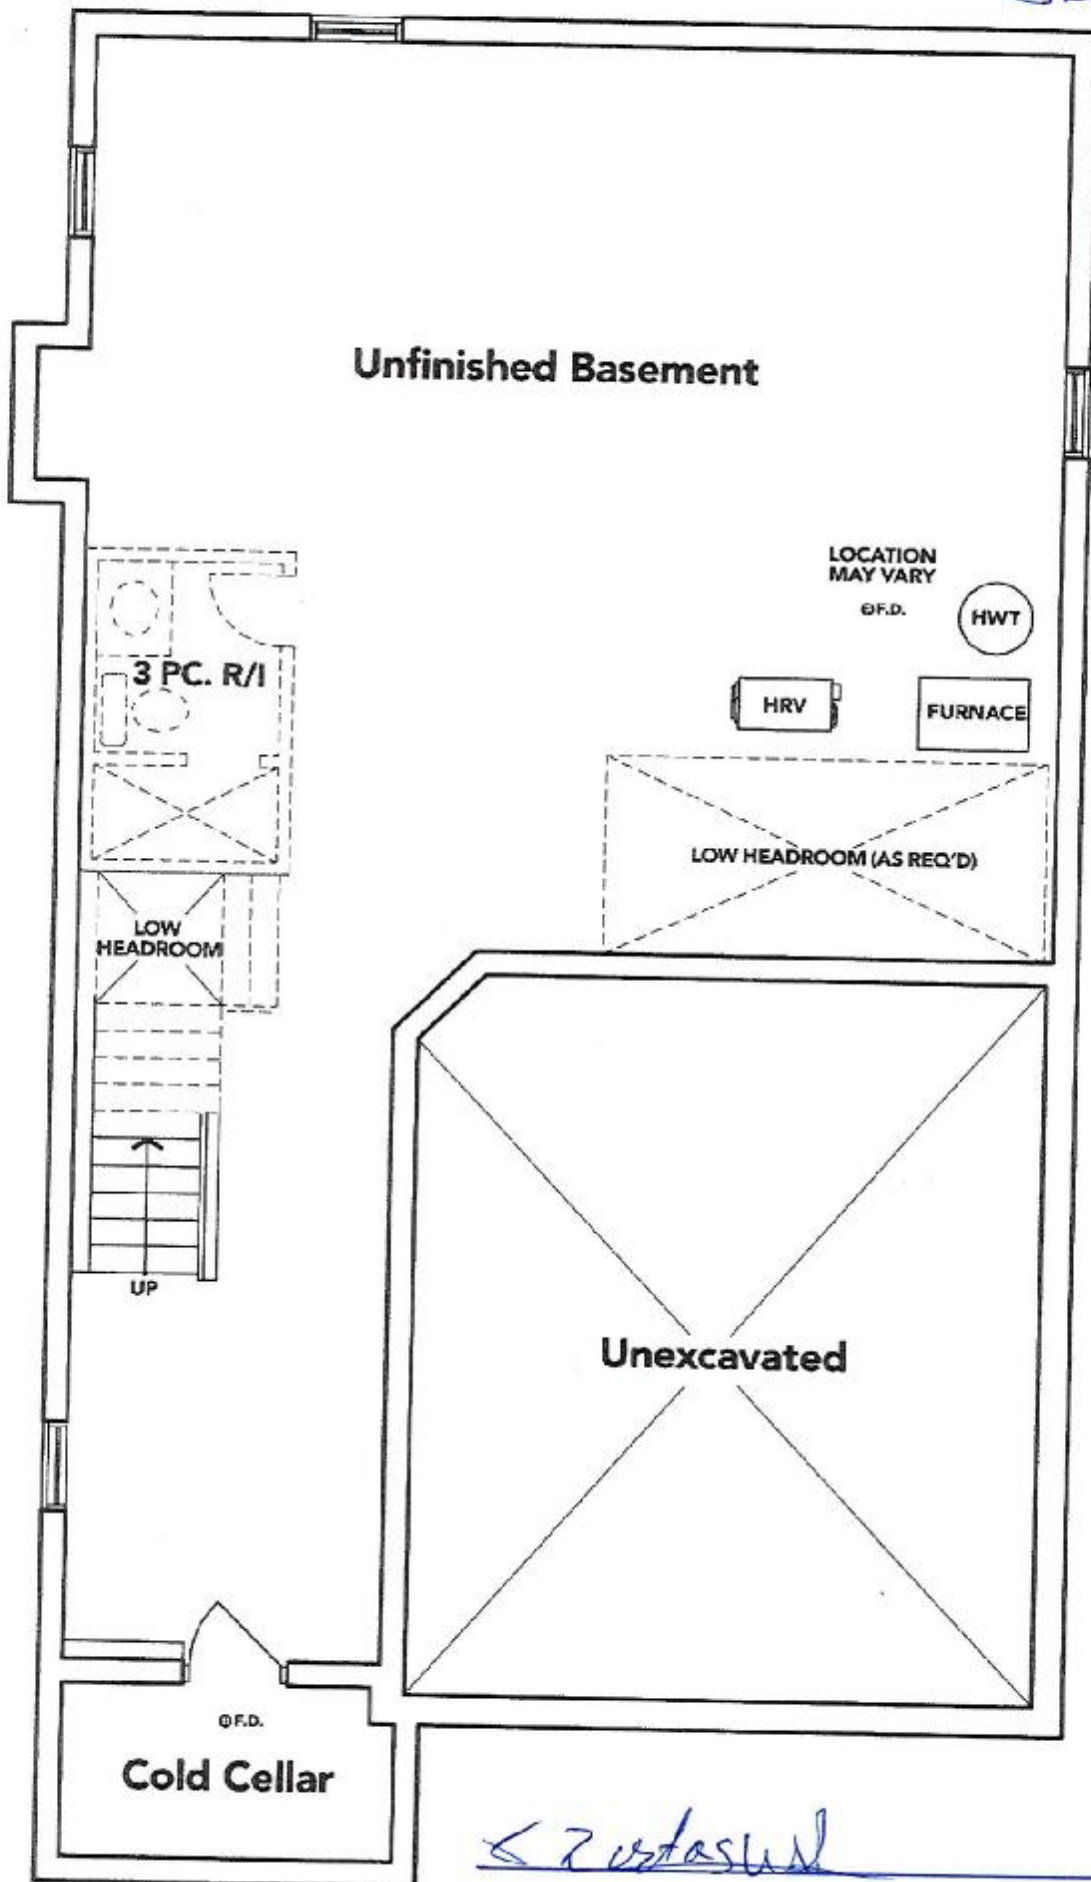 Unfinished Basement
LOCATION
MAY VARY
F.D.
HWT
3 PC. R/I
HRV
FURNACE
LOW HEADROOM (AS REQ'D)
LOW
HEADROOM
UP
Unexcavated
F.D.
Cold Cellar